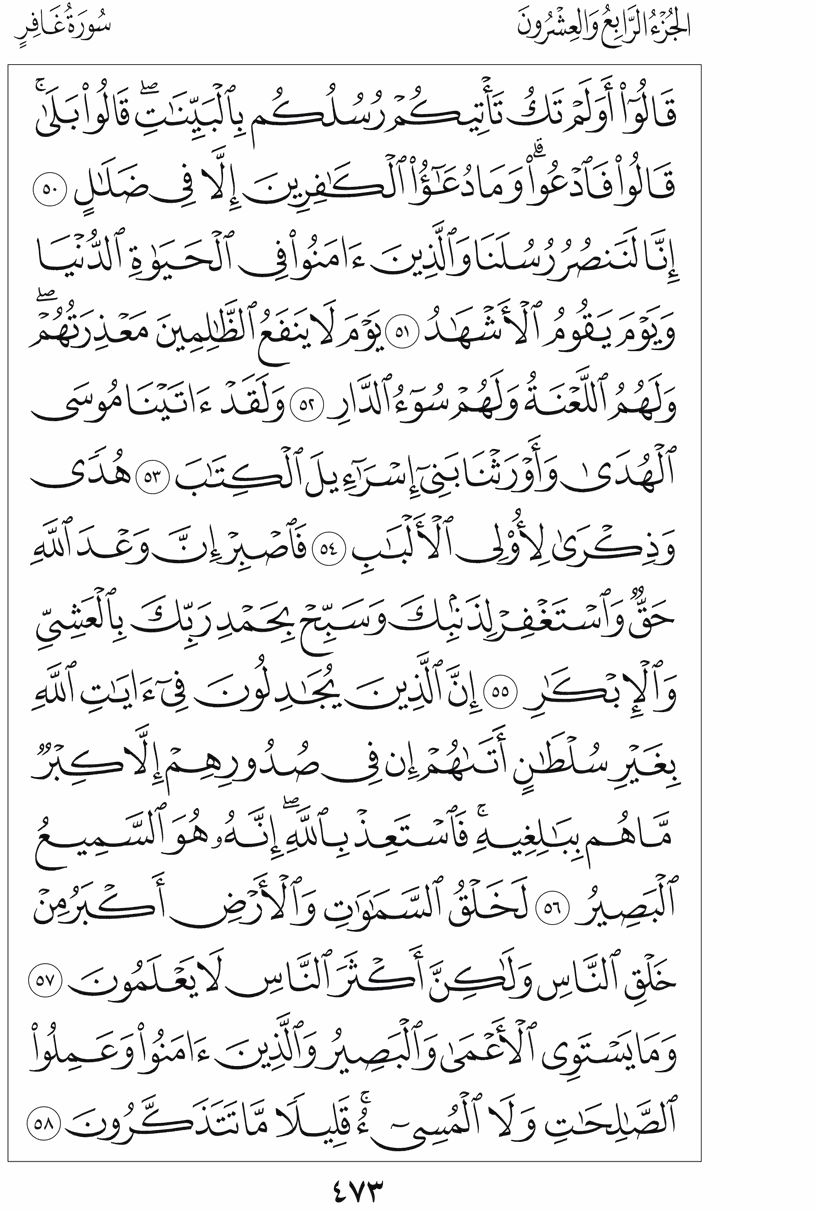 الجُزْءُ الرَّابِعُ وَالعِشْرُونَ سُورَةُ غَافِرٍ
قَالُوٓاْ أَوَلَمْ تَكُ تَأْتِيكُمْ رُسُلُكُم بِٱلْبَيِّنَٰتِۖ قَالُواْ بَلَىٰۚ
قَالُواْ فَٱدْعُواْۗ وَمَا دُعَٰٓؤُاْ ٱلْكَٰفِرِينَ إِلَّا فِى ضَلَٰلٍ ٥٠
إِنَّا لَنَنصُرُ رُسُلَنَا وَٱلَّذِينَ ءَامَنُواْ فِى ٱلْحَيَوٰةِ ٱلدُّنْيَا
وَيَوْمَ يَقُومُ ٱلْأَشْهَٰدُ ٥١ يَوْمَ لَا يَنفَعُ ٱلظَّٰلِمِينَ مَعْذِرَتُهُمْۖ
وَلَهُمُ ٱللَّعْنَةُ وَلَهُمْ سُوٓءُ ٱلدَّارِ ٥٢ وَلَقَدْ ءَاتَيْنَا مُوسَى
ٱلْهُدَىٰ وَأَوْرَثْنَا بَنِىٓ إِسْرَٰٓءِيلَ ٱلْكِتَٰبَ ٥٣ هُدًى
وَذِكْرَىٰ لِأُوْلِى ٱلْأَلْبَٰبِ ٥٤ فَٱصْبِرْ إِنَّ وَعْدَ ٱللَّهِ
حَقٌّ وَٱسْتَغْفِرْ لِذَنۢبِكَ وَسَبِّحْ بِحَمْدِ رَبِّكَ بِٱلْعَشِىِّ
وَٱلْإِبْكَٰرِ ٥٥ إِنَّ ٱلَّذِينَ يُجَٰدِلُونَ فِىٓ ءَايَٰتِ ٱللَّهِ
بِغَيْرِ سُلْطَٰنٍ أَتَىٰهُمْ إِن فِى صُدُورِهِمْ إِلَّا كِبْرٌ
مَّا هُم بِبَٰلِغِيهِۚ فَٱسْتَعِذْ بِٱللَّهِۖ إِنَّهُۥ هُوَ ٱلسَّمِيعُ
ٱلْبَصِيرُ ٥٦ لَخَلْقُ ٱلسَّمَٰوَٰتِ وَٱلْأَرْضِ أَكْبَرُ مِنْ
خَلْقِ ٱلنَّاسِ وَلَٰكِنَّ أَكْثَرَ ٱلنَّاسِ لَا يَعْلَمُونَ ٥٧
وَمَا يَسْتَوِى ٱلْأَعْمَىٰ وَٱلْبَصِيرُ وَٱلَّذِينَ ءَامَنُواْ وَعَمِلُواْ
ٱلصَّٰلِحَٰتِ وَلَا ٱلْمُسِىٓءُۚ قَلِيلًا مَّا تَتَذَكَّرُونَ ٥٨
٤٧٣